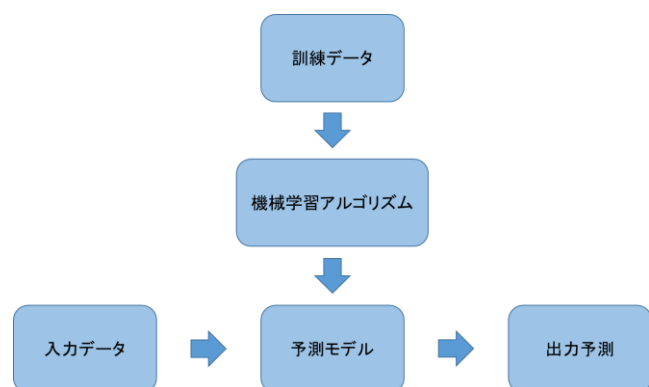 訓練データ
機械学習アルゴリズム
入力データ
予測モデル
出力予測